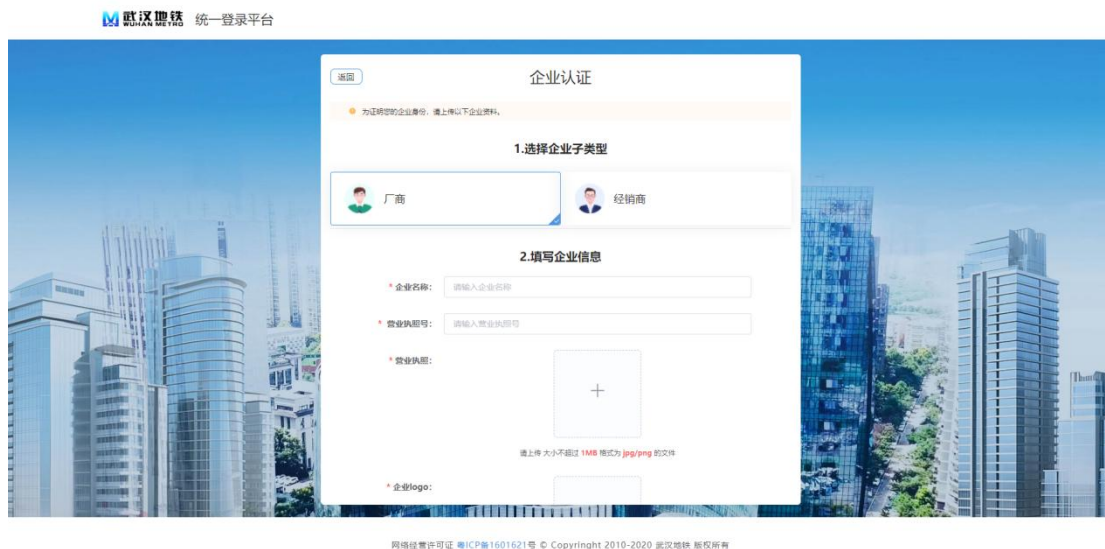 武汉地铁 统一登录平台
WUHAN METRO
返回
企业认证
为证明您的企业身份，请上传以下企业资料。
1.选择企业子类型
厂商
经销商
2.填写企业信息
* 企业名称：
请输入企业名称
* 营业执照号：
请输入营业执照号
* 营业执照：
+
请上传 大小不超过 1MB 格式为 jpg/png 的文件
* 企业logo：
网络经营许可证 粤ICP备1601621号 © Copyringht 2010-2020 武汉地铁 版权所有